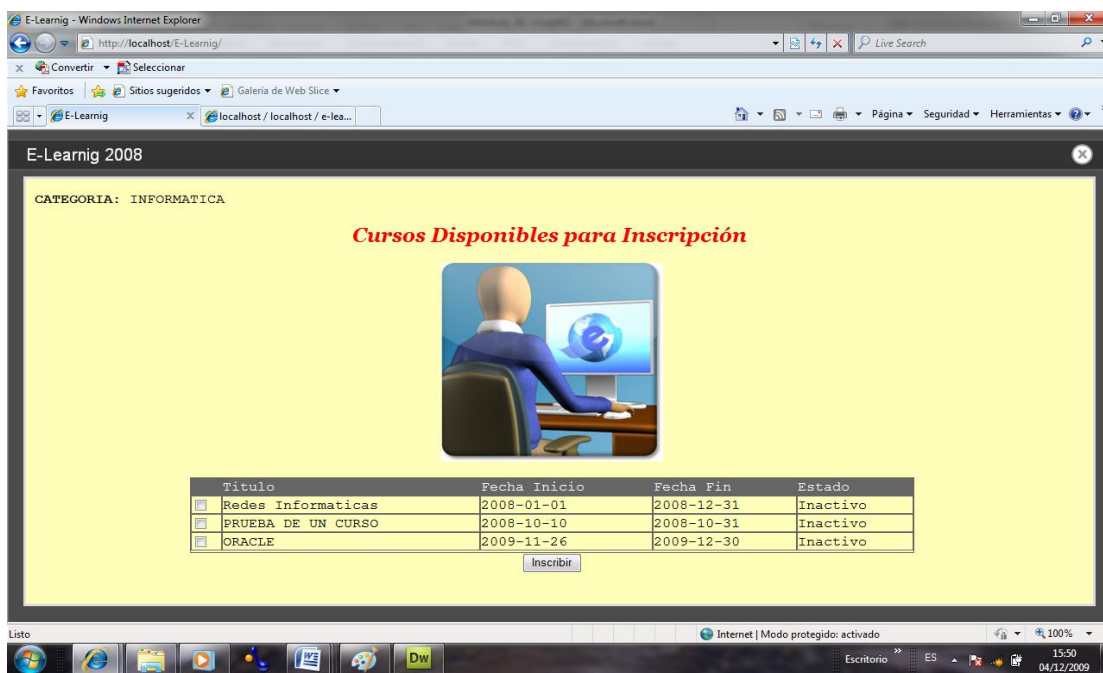 E-Learnig - Windows Internet Explorer
http://localhost/E-Learnig/
Live Search
x Convertir Seleccionar
Favoritos Sitios sugeridos Galería de Web Slice
E-Learnig X localhost / localhost / e-lea... Página Seguridad Herramientas
E-Learnig 2008
CATEGORIA: INFORMATICA
Cursos Disponibles para Inscripción
Titulo Fecha Inicio Fecha Fin Estado
Redes Informaticas 2008-01-01 2008-12-31 Inactivo
PRUEBA DE UN CURSO 2008-10-10 2008-10-31 Inactivo
ORACLE 2009-11-26 2009-12-30 Inactivo
Inscribir
Listo Internet | Modo protegido: activado 100%
Dw Escritorio » ES 15:50
04/12/2009